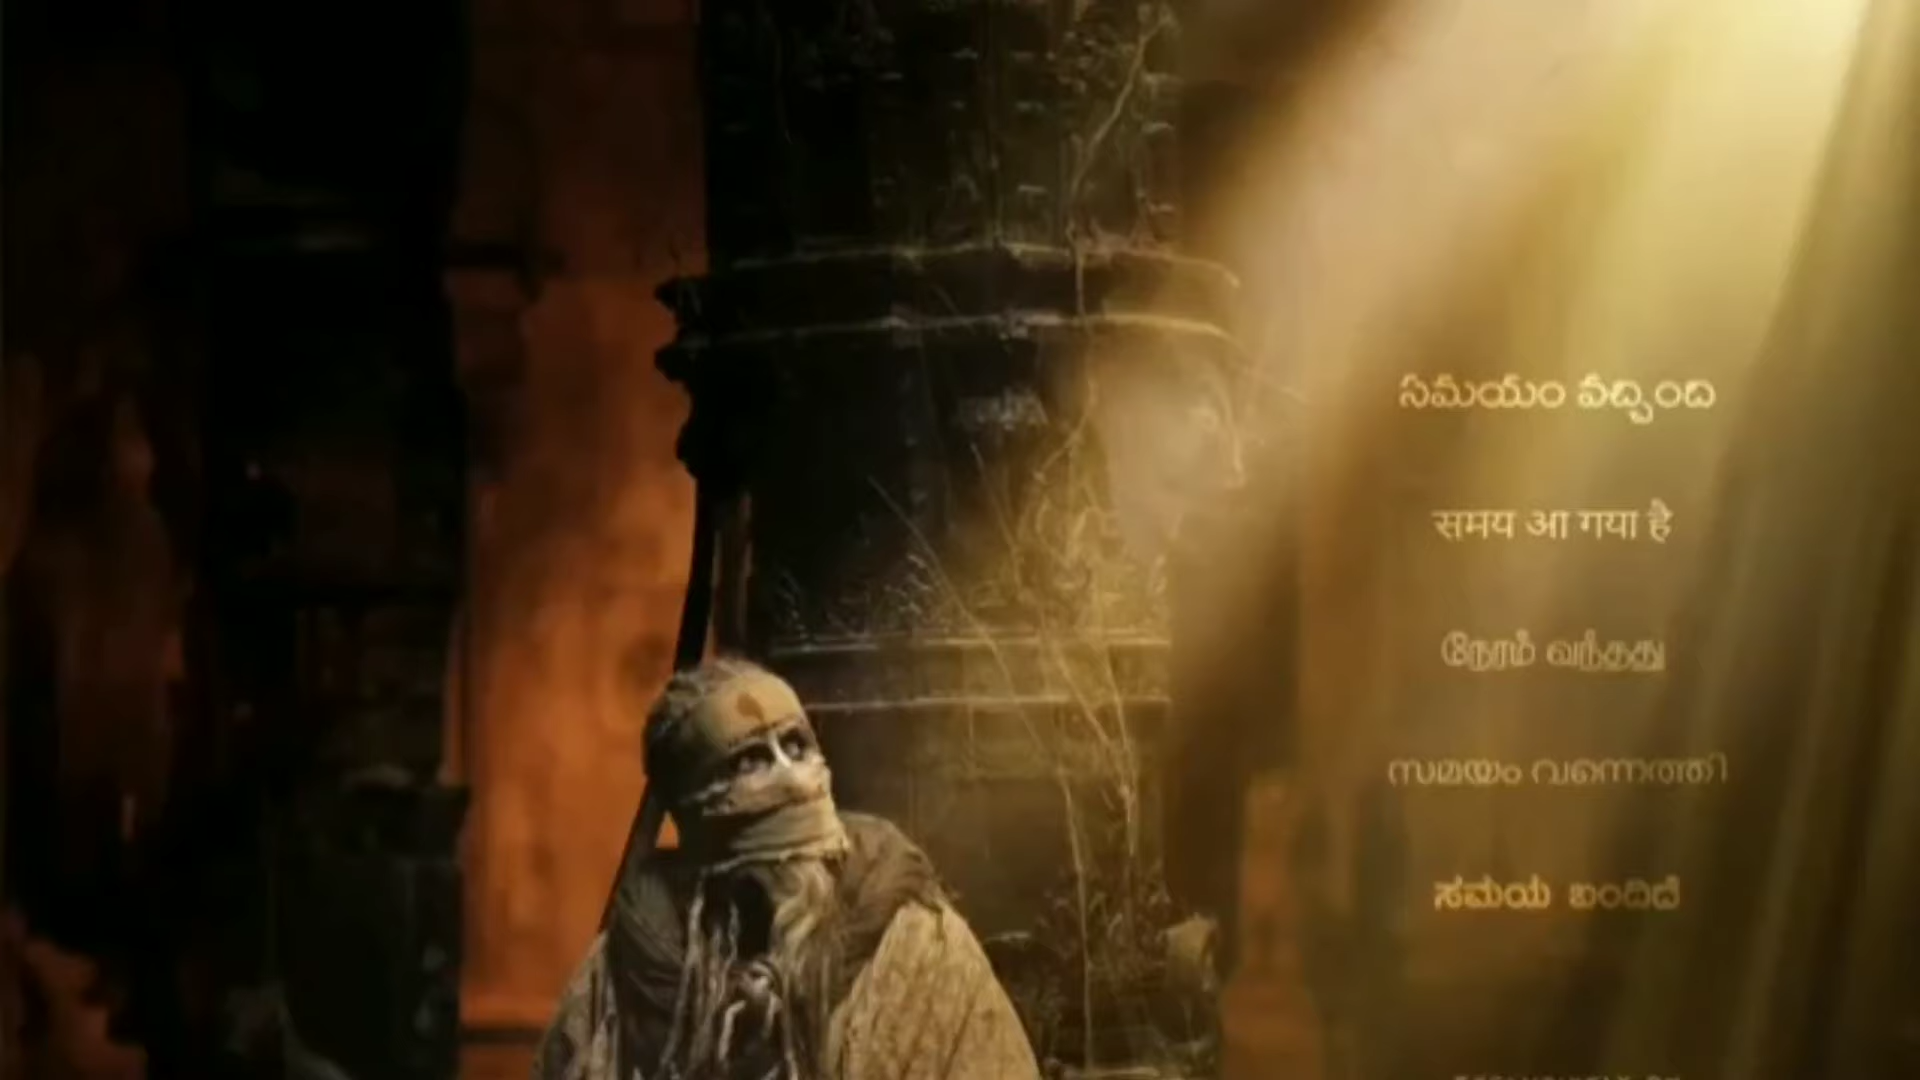 సమయం వచ్చింది
समय आ गया है
நேரம் வந்தது
സമയം വന്നെത്തി
ಸಮಯ ಬಂದಿದೆ